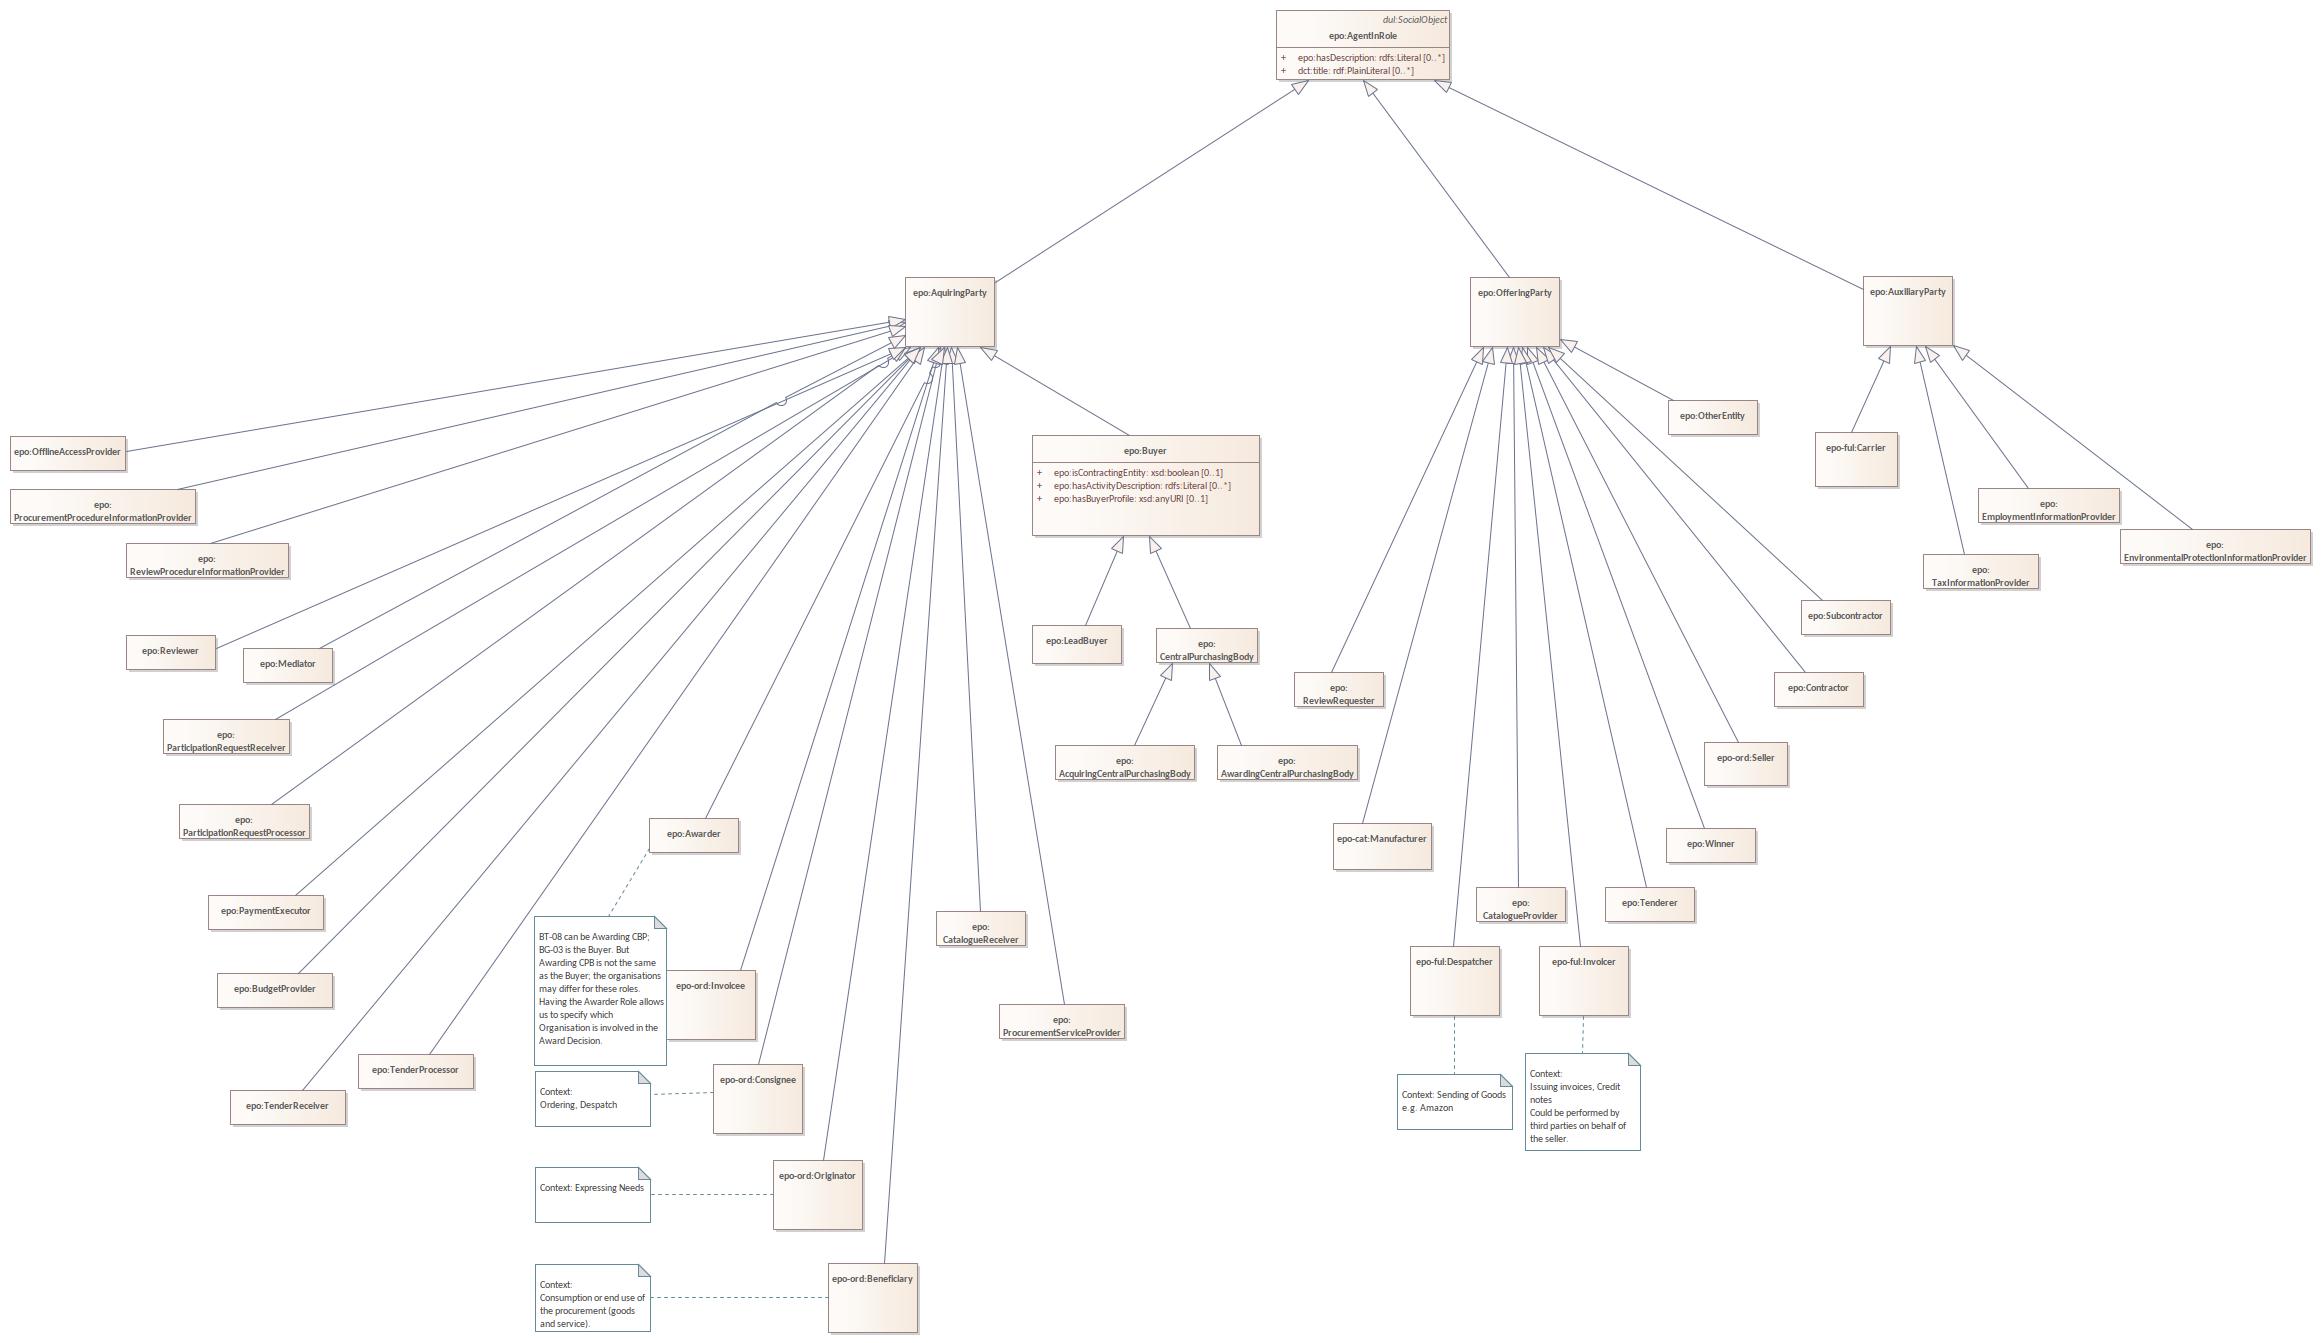 dul:SocialObject
epo:AgentInRole
+ epo:hasDescription: rdfs:Literal [0..*]
+ dct:title: rdf:PlainLiteral [0..*]
epo:AquiringParty
epo:OfferingParty
epo:AuxiliaryParty
epo:OfflineAccessProvider
epo:
ProcurementProcedureInformationProvider
epo:
ReviewProcedureInformationProvider
epo:Reviewer
epo:Mediator
epo:
ParticipationRequestReceiver
epo:
ParticipationRequestProcessor
epo:PaymentExecutor
epo:BudgetProvider
epo:TenderProcessor
epo:TenderReceiver
epo:Awarder
BT-08 can be Awarding CBP;
BG-03 is the Buyer. But
Awarding CPB is not the same
as the Buyer; the organisations
may differ for these roles.
Having the Awarder Role allows
us to specify which
Organisation is involved in the
Award Decision.
epo-ord:Invoicee
Context:
Ordering, Despatch
epo-ord:Consignee
Context: Expressing Needs
epo-ord:Originator
Context:
Consumption or end use of
the procurement (goods
and service).
epo-ord:Beneficiary
epo:
CatalogueReceiver
epo:
ProcurementServiceProvider
epo:Buyer
+ epo:isContractingEntity: xsd:boolean [0..1]
+ epo:hasActivityDescription: rdfs:Literal [0..*]
+ epo:hasBuyerProfile: xsd:anyURI [0..1]
epo:LeadBuyer
epo:
CentralPurchasingBody
epo:
AcquiringCentralPurchasingBody
epo:
AwardingCentralPurchasingBody
epo:OtherEntity
epo:Subcontractor
epo:
ReviewRequester
epo:Contractor
epo-ord:Seller
epo-cat:Manufacturer
epo:Winner
epo:
CatalogueProvider
epo:Tenderer
epo-ful:Despatcher
epo-ful:Invoicer
Context: Sending of Goods
e.g. Amazon
Context:
Issuing invoices, Credit
notes
Could be performed by
third parties on behalf of
the seller.
epo-ful:Carrier
epo:
EmploymentInformationProvider
epo:
EnvironmentalProtectionInformationProvider
epo:
TaxInformationProvider